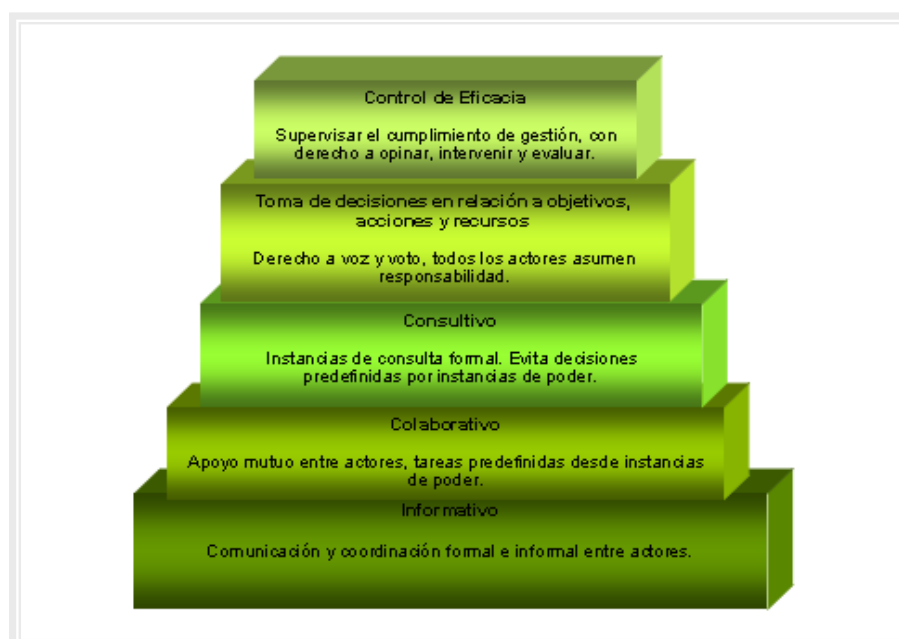 Control de Eficacia
Supervisar el cumplimiento de gestión, con
derecho a opinar, intervenir y evaluar.
Toma de decisiones en relación a objetivos,
acciones y recursos
Derecho a voz y voto, todos los actores asumen
responsabilidad.
Consultivo
Instancias de consulta formal. Evita decisiones
predefinidas por instancias de poder.
Colaborativo
Apoyo mutuo entre actores, tareas predefinidas desde instancias
de poder.
Informativo
Comunicación y coordinación formal e informal entre actores.